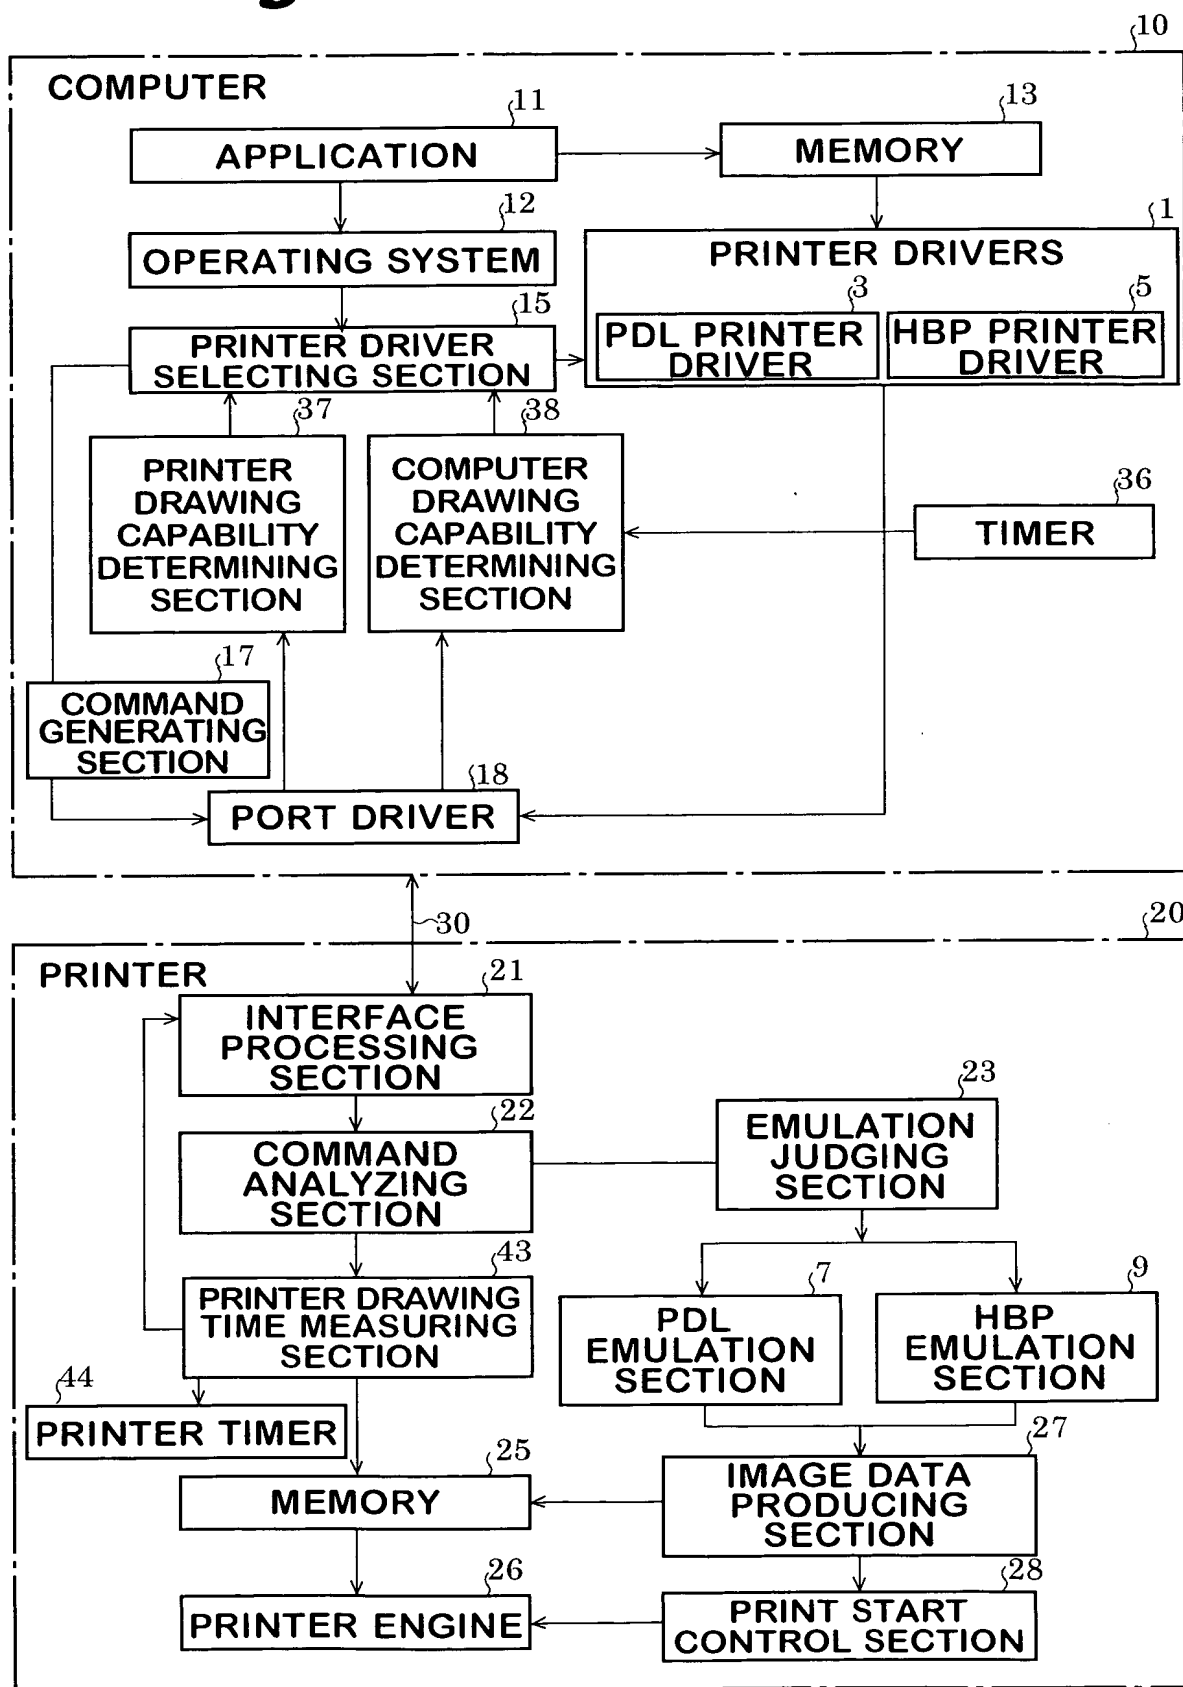 10
COMPUTER
11
13
APPLICATION
MEMORY
12
1
OPERATING SYSTEM
PRINTER DRIVERS
15
3
5
PRINTER DRIVER
SELECTING SECTION
PDL PRINTER
DRIVER
HBP PRINTER
DRIVER
37
38
PRINTER
DRAWING
CAPABILITY
DETERMINING
SECTION
COMPUTER
DRAWING
CAPABILITY
DETERMINING
SECTION
36
TIMER
17
COMMAND
GENERATING
SECTION
18
PORT DRIVER
30
20
PRINTER
21
INTERFACE
PROCESSING
SECTION
22
23
COMMAND
ANALYZING
SECTION
EMULATION
JUDGING
SECTION
43
7
9
PRINTER DRAWING
TIME MEASURING
SECTION
PDL
EMULATION
SECTION
HBP
EMULATION
SECTION
44
PRINTER TIMER
25
27
MEMORY
IMAGE DATA
PRODUCING
SECTION
26
28
PRINTER ENGINE
PRINT START
CONTROL SECTION